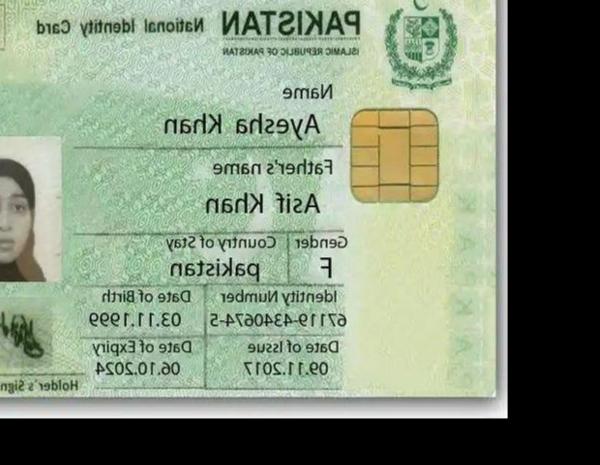 PAKISTAN National Identity Card
ISLAMIC REPUBLIC OF PAKISTAN
Name
Ayesha Khan
Father's name
Asif Khan
Gender Country of Stay
F pakistan
Identity Number Date of Birth
67119-4340674-5 03.11.1999
Date of Issue Date of Expiry
09.11.2017 06.10.2024
Holder's Sign